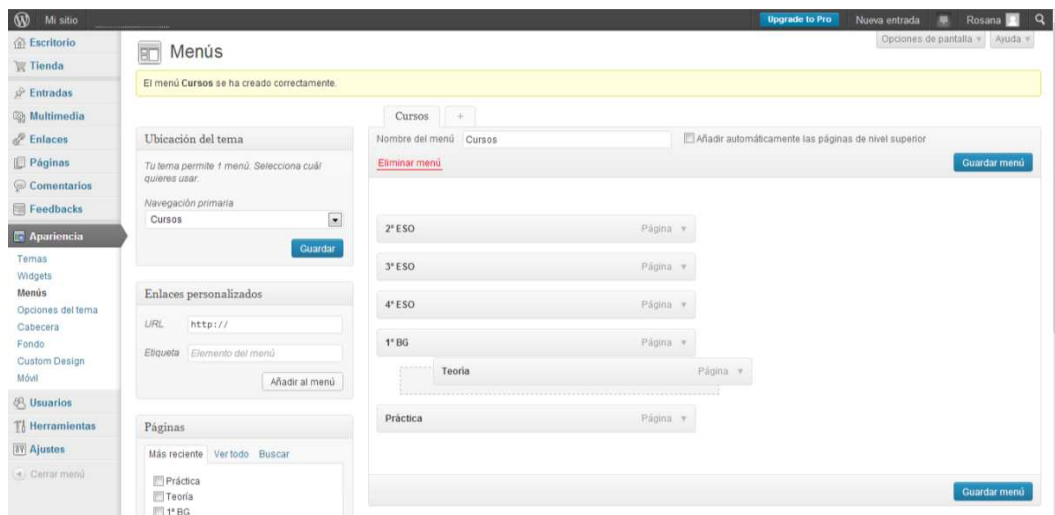 Mi sitio
Upgrade to Pro
Nueva entrada
Rosana
Opciones de pantalla
Ayuda
Escritorio
Tienda
Entradas
Multimedia
Enlaces
Páginas
Comentarios
Feedbacks
Apariencia
Temas
Widgets
Menús
Opciones del tema
Cabecera
Fondo
Custom Design
Móvil
Usuarios
Herramientas
Ajustes
Cerrar menú
Menús
El menú Cursos se ha creado correctamente.
Ubicación del tema
Tu tema permite 1 menú. Selecciona cuál
quieres usar.
Navegación primaria
Cursos
Guardar
Enlaces personalizados
URL http://
Etiqueta Elemento del menú
Añadir al menú
Páginas
Más reciente Ver todo Buscar
Práctica
Teoría
1º BG
Cursos +
Nombre del menú Cursos
Añadir automáticamente las páginas de nivel superior
Eliminar menú
Guardar menú
2º ESO Página
3º ESO Página
4º ESO Página
1º BG Página
Teoría Página
Práctica Página
Guardar menú